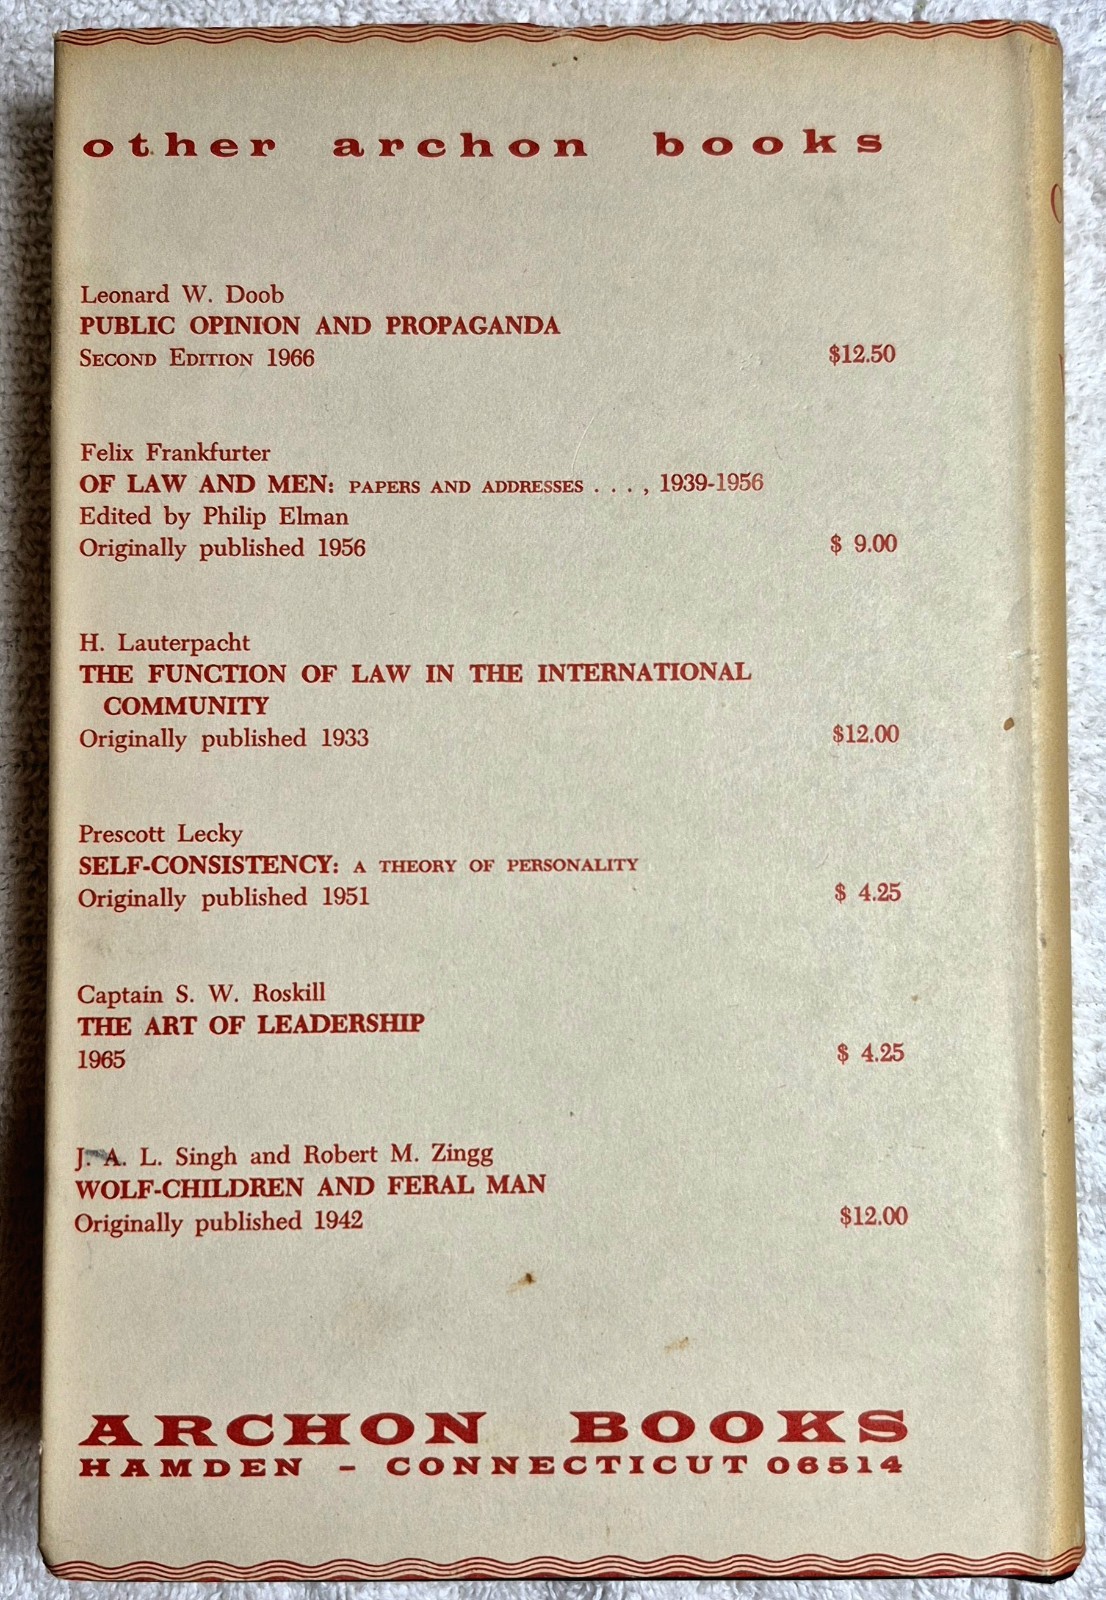 other archon books
Leonard W. Doob
PUBLIC OPINION AND PROPAGANDA
SECOND EDITION 1966 $12.50
Felix Frankfurter
OF LAW AND MEN: PAPERS AND ADDRESSES . . . , 1939-1956
Edited by Philip Elman
Originally published 1956 $ 9.00
H. Lauterpacht
THE FUNCTION OF LAW IN THE INTERNATIONAL
COMMUNITY
Originally published 1933 $12.00
Prescott Lecky
SELF-CONSISTENCY: A THEORY OF PERSONALITY
Originally published 1951 $ 4.25
Captain S. W. Roskill
THE ART OF LEADERSHIP
1965 $ 4.25
J. A. L. Singh and Robert M. Zingg
WOLF-CHILDREN AND FERAL MAN
Originally published 1942 $12.00
ARCHON BOOKS
HAMDEN - CONNECTICUT 06514